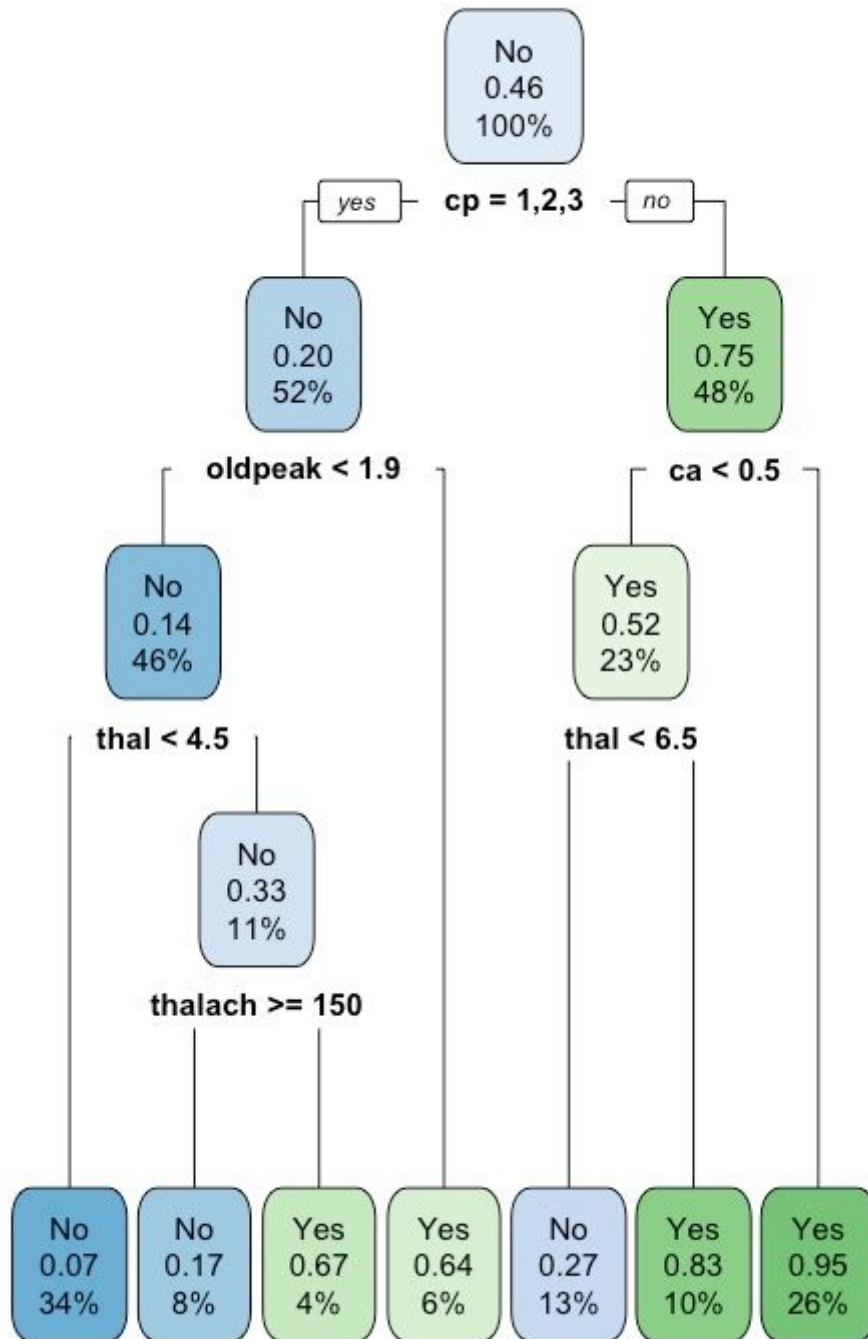 No
0.46
100%
yes cp = 1,2,3 no
No
0.20
52%
Yes
0.75
48%
oldpeak < 1.9
ca < 0.5
No
0.14
46%
Yes
0.52
23%
thal < 4.5
thal < 6.5
No
0.33
11%
thalach >= 150
No
0.07
34%
No
0.17
8%
Yes
0.67
4%
Yes
0.64
6%
No
0.27
13%
Yes
0.83
10%
Yes
0.95
26%